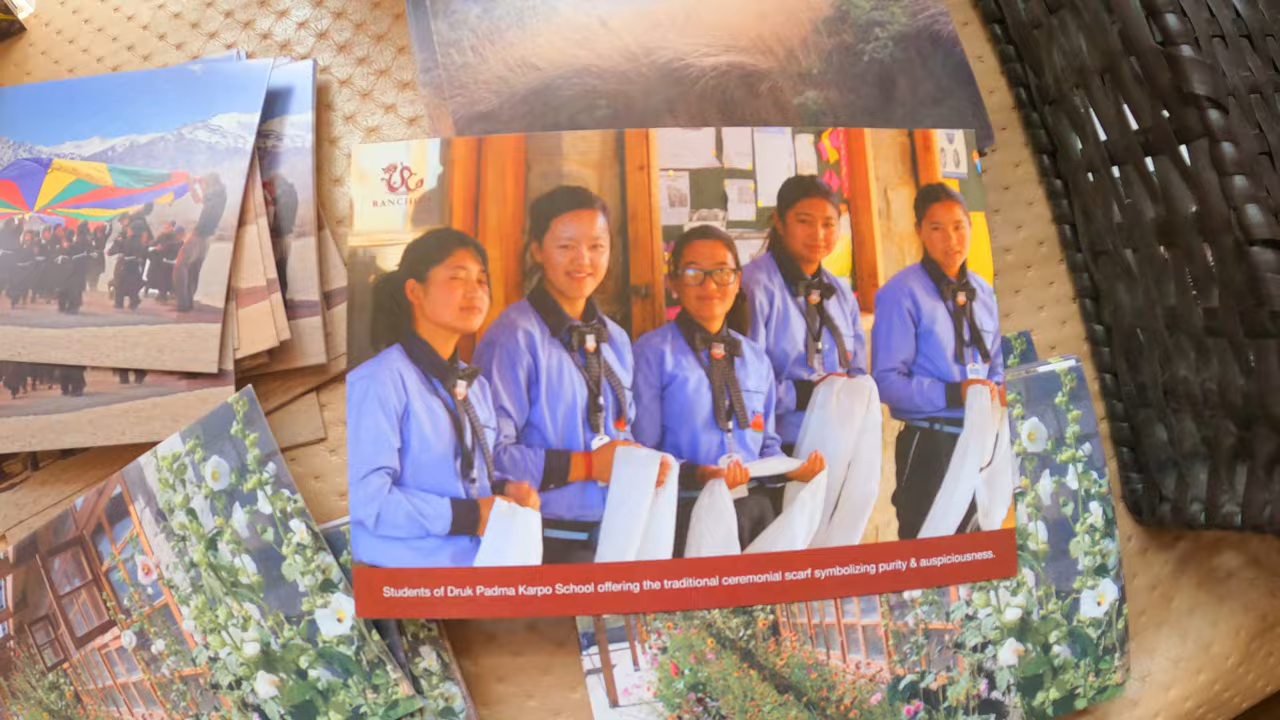 Students of Druk Padma Karpo School offering the traditional ceremonial scarf symbolizing purity & auspiciousness.